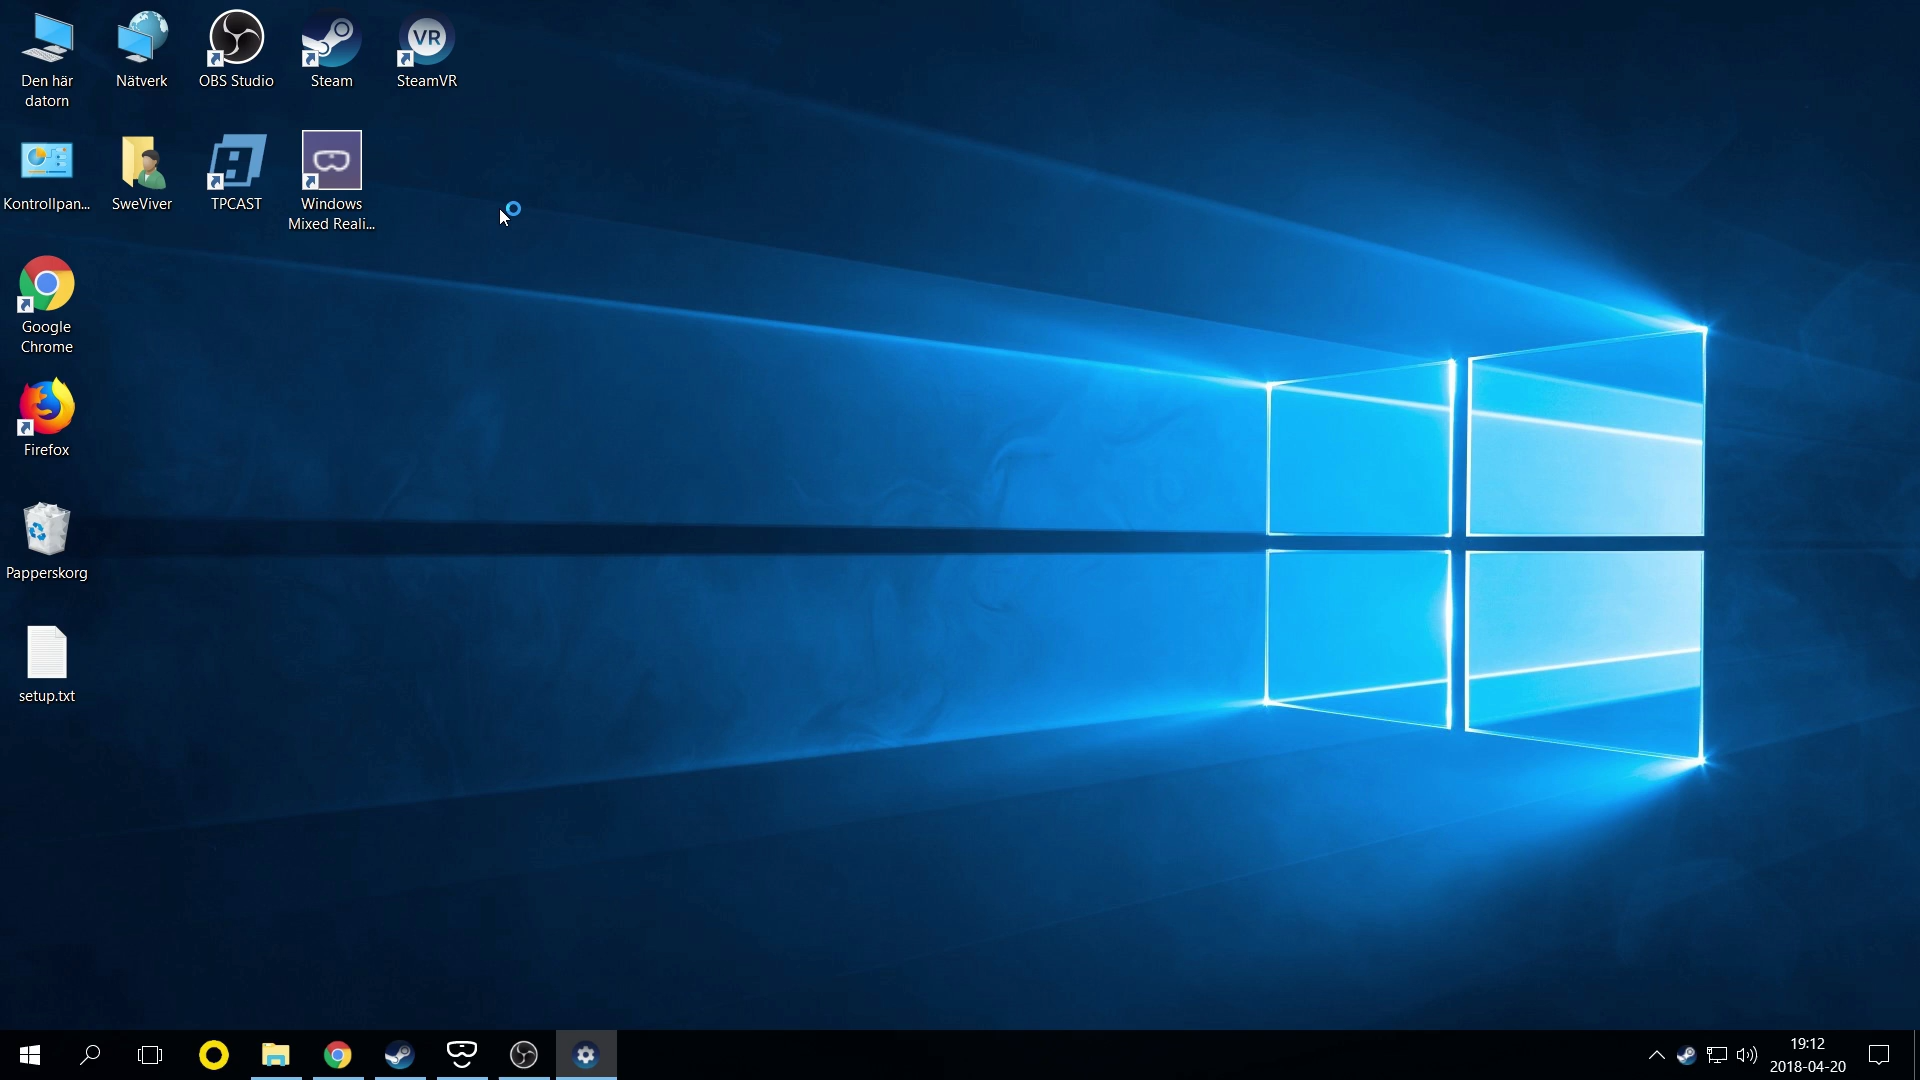 Den här
datorn
Nätverk
OBS Studio
Steam
VR
SteamVR
Kontrollpan...
SweViver
TPCAST
Windows
Mixed Reali...
Google
Chrome
Firefox
Papperskorg
setup.txt
19:12
2018-04-20